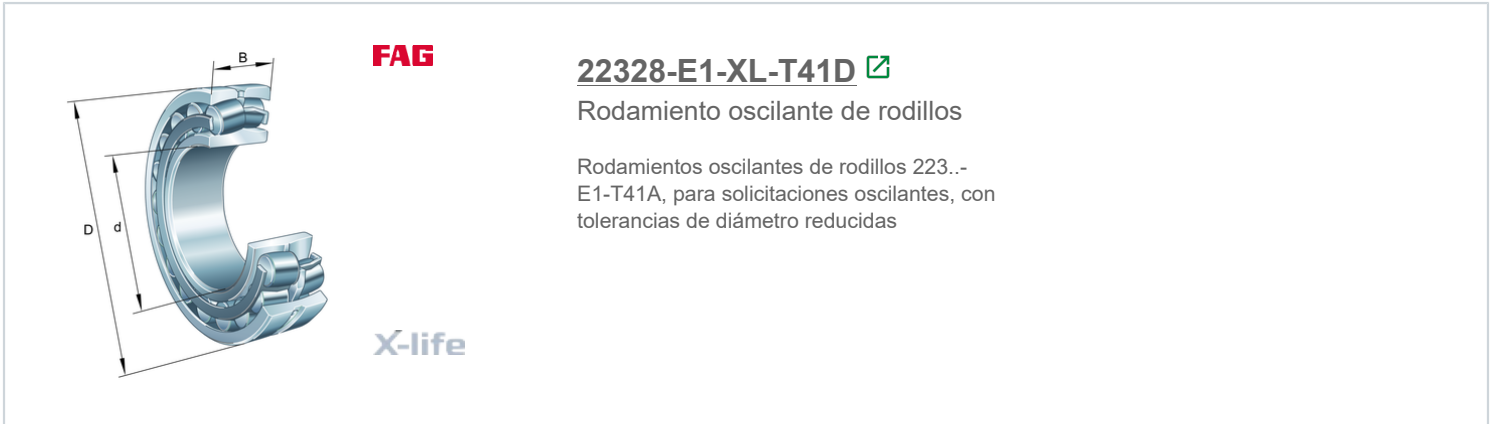 B
FAG
22328-E1-XL-T41D
Rodamiento oscilante de rodillos
Rodamientos oscilantes de rodillos 223..-
E1-T41A, para solicitaciones oscilantes, con
tolerancias de diámetro reducidas
D
d
X-life